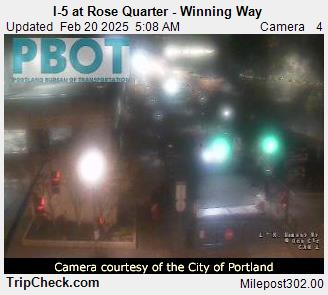 I-5 at Rose Quarter - Winning Way
Updated Feb 20 2025 5:08 AM Camera 4
PBOT
PORTLAND BUREAU OF TRANSPORTATION
Camera courtesy of the City of Portland
TripCheck.com Milepost302.00